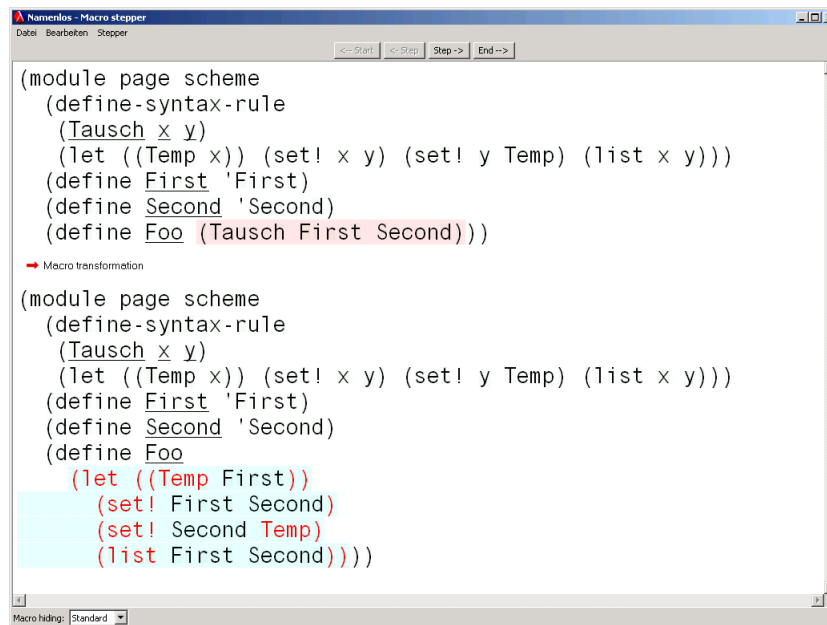 Namenlos - Macro stepper
Datei Bearbeiten Stepper
<-- Start <- Step Step -> End -->
(module page scheme
(define-syntax-rule
(Tausch x y)
(let ((Temp x)) (set! x y) (set! y Temp) (list x y)))
(define First 'First)
(define Second 'Second)
(define Foo (Tausch First Second)))
Macro transformation
(module page scheme
(define-syntax-rule
(Tausch x y)
(let ((Temp x)) (set! x y) (set! y Temp) (list x y)))
(define First 'First)
(define Second 'Second)
(define Foo
(let ((Temp First))
(set! First Second)
(set! Second Temp)
(list First Second))))
Macro hiding: Standard